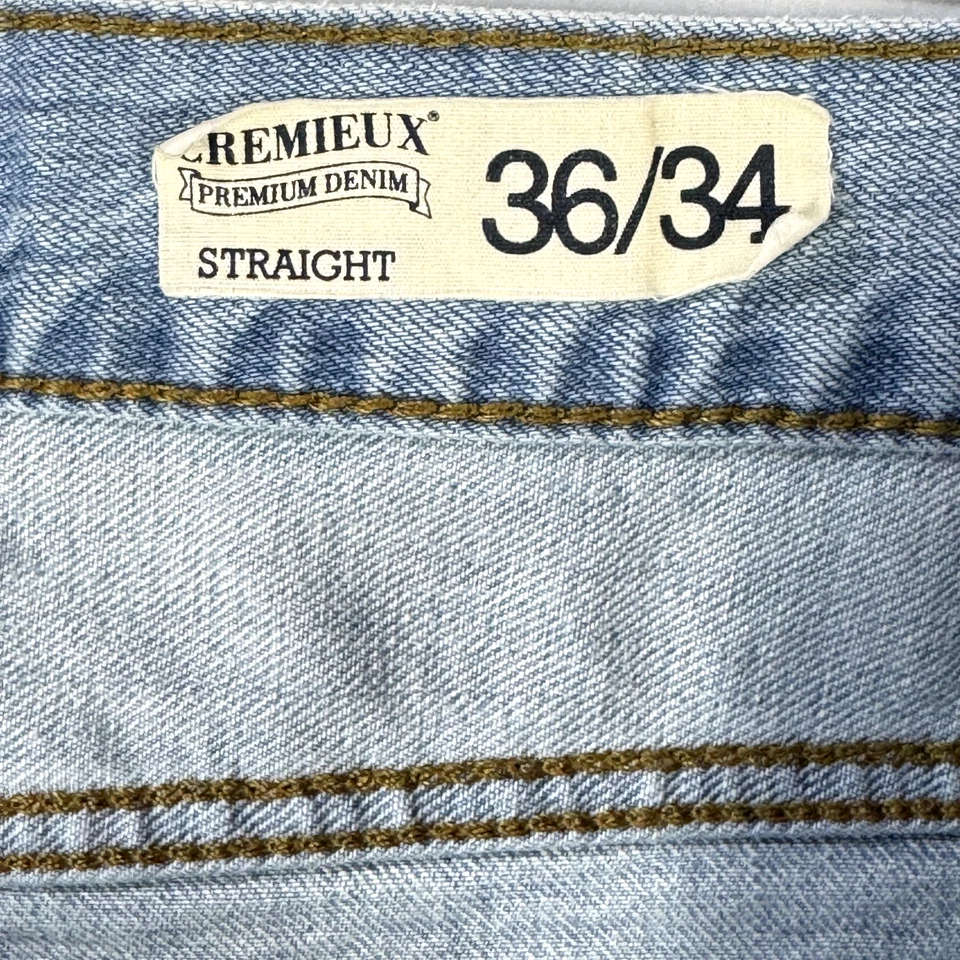 CREMIEUX®
PREMIUM DENIM
STRAIGHT
36/34